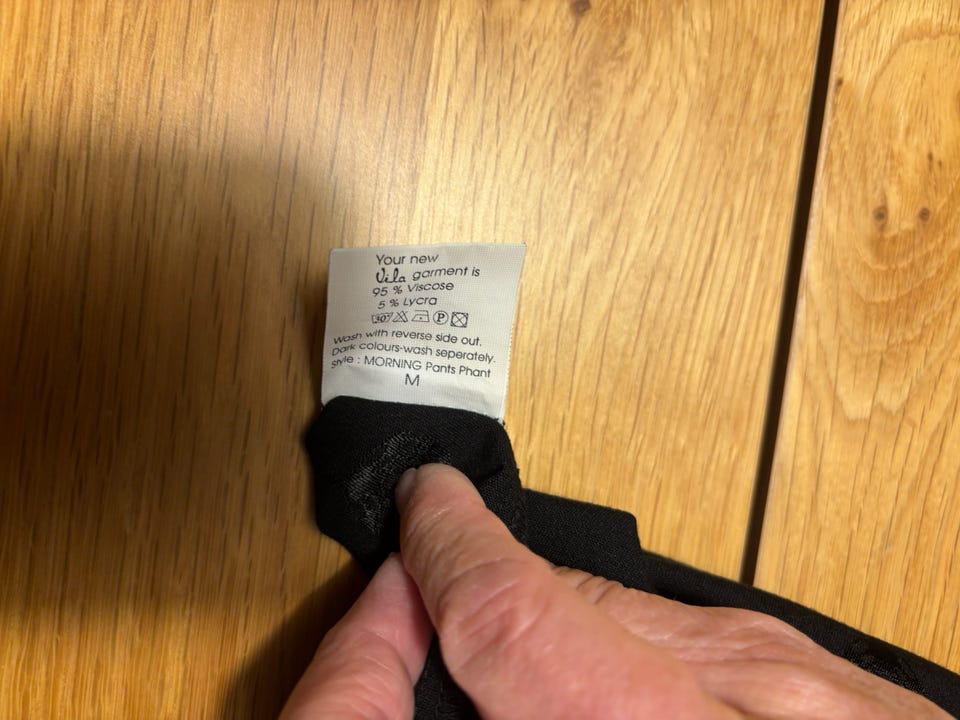 Your new
Vila garment is
95 % Viscose
5 % Lycra
30° P
Wash with reverse side out.
Dark colours-wash seperately.
Style : MORNING Pants Phant
M